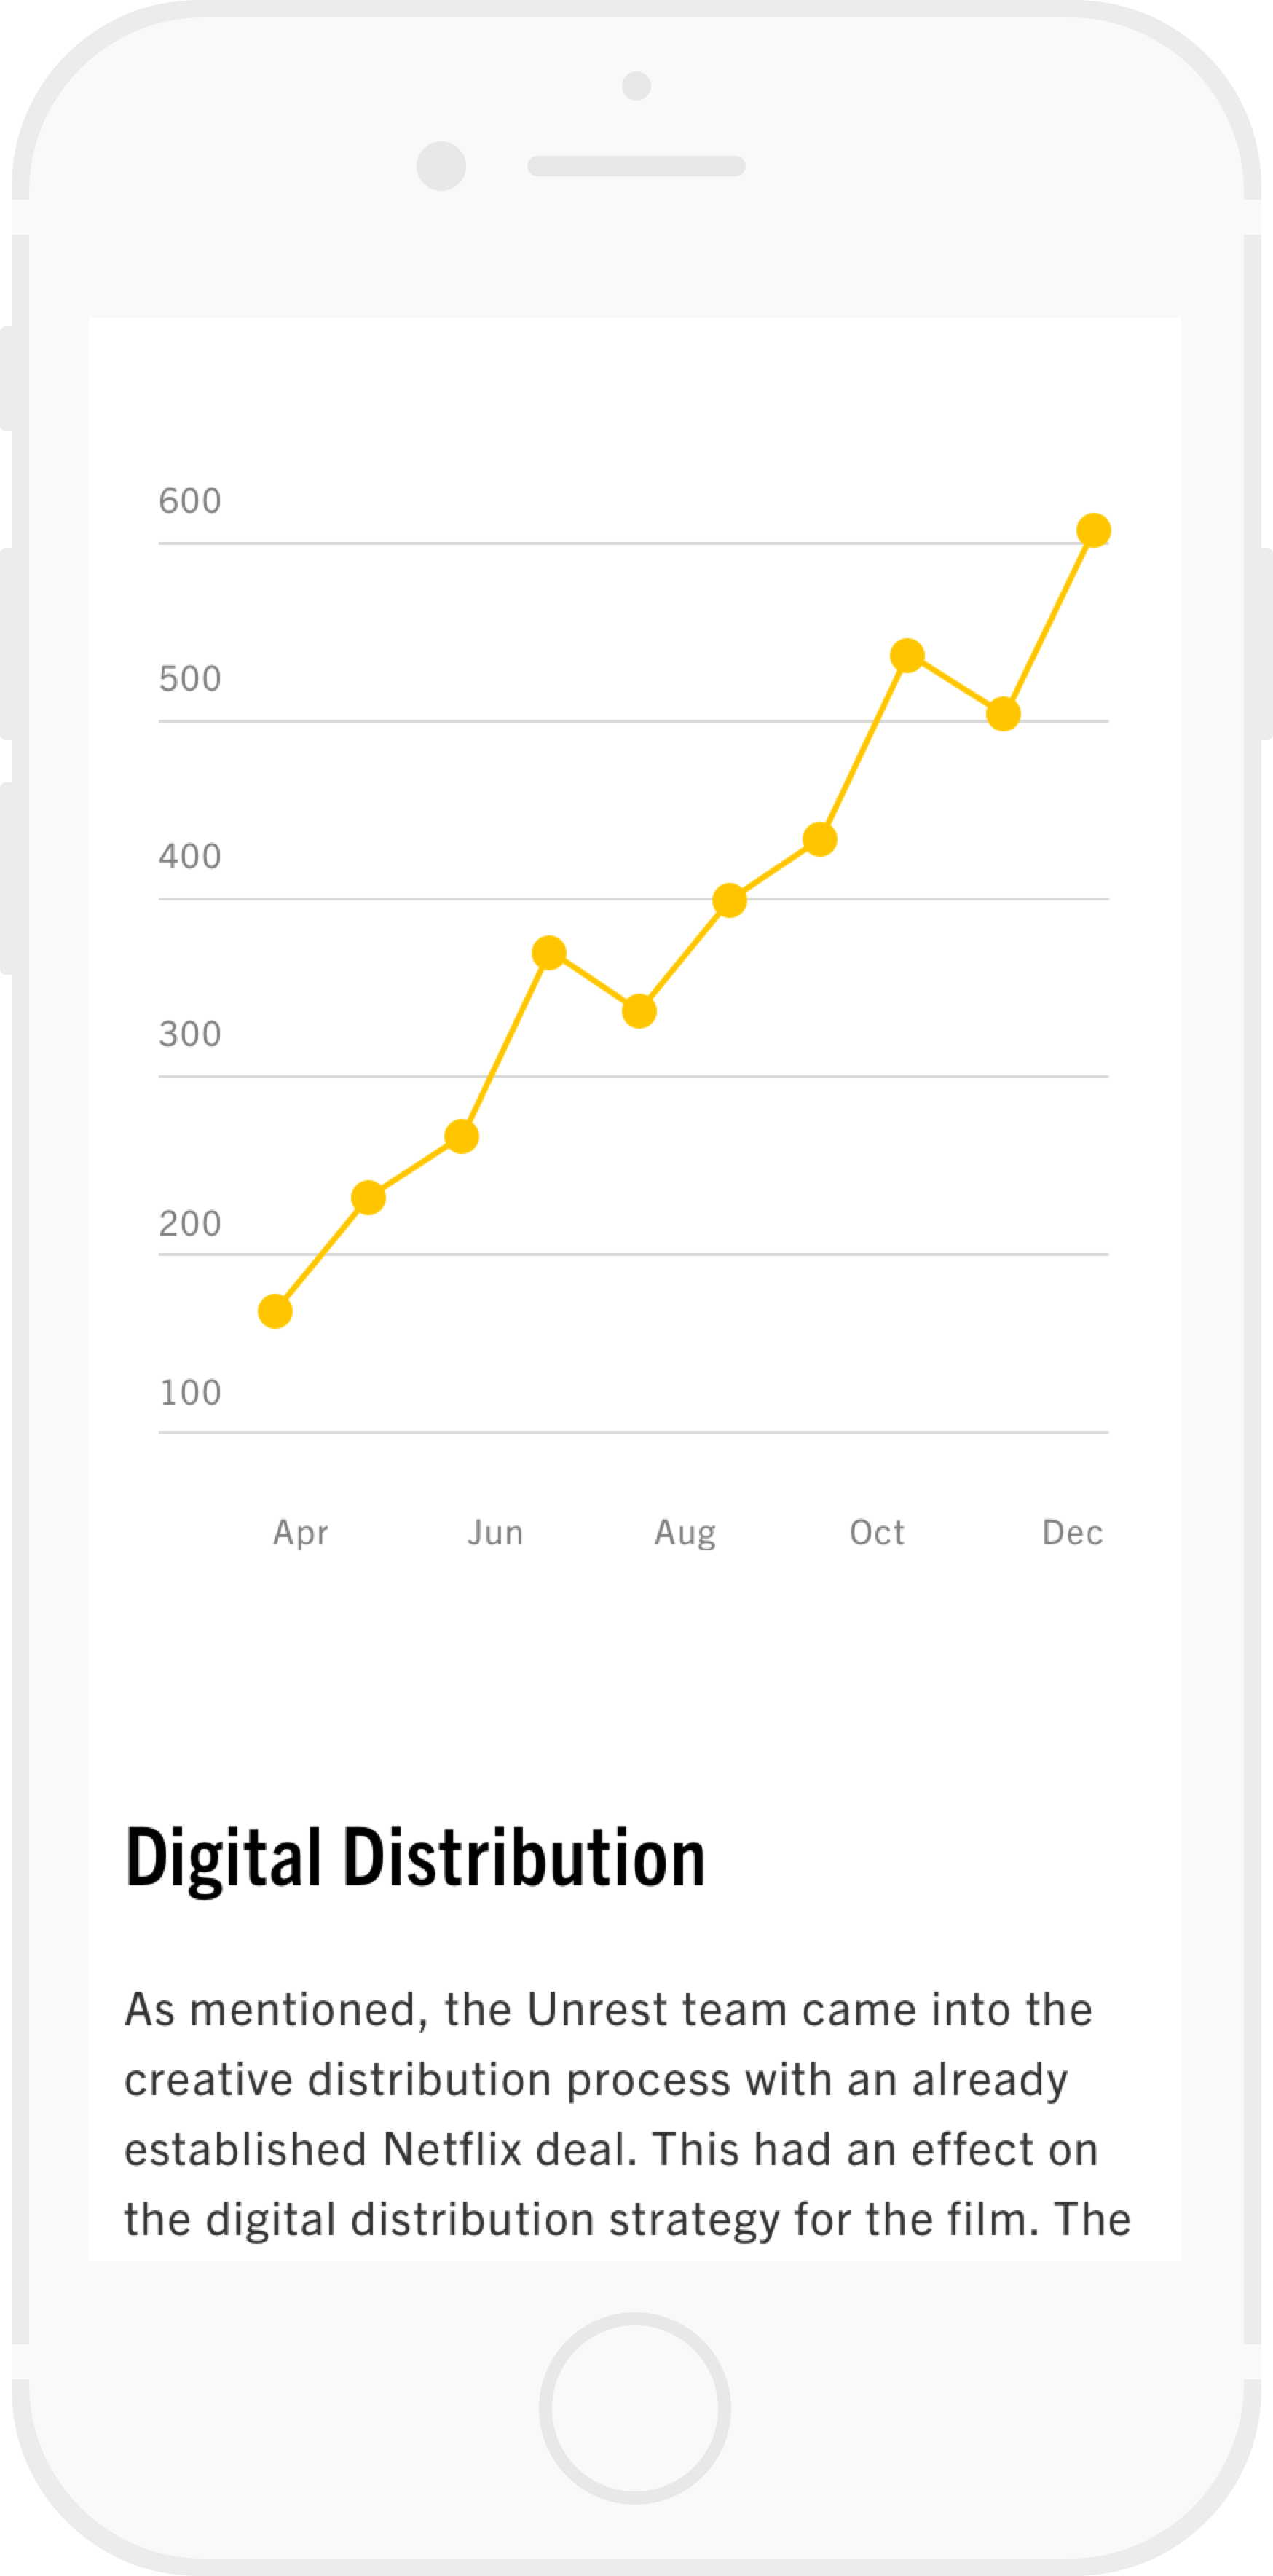 600
500
400
300
200
100
Apr Jun Aug Oct Dec
Digital Distribution
As mentioned, the Unrest team came into the
creative distribution process with an already
established Netflix deal. This had an effect on
the digital distribution strategy for the film. The